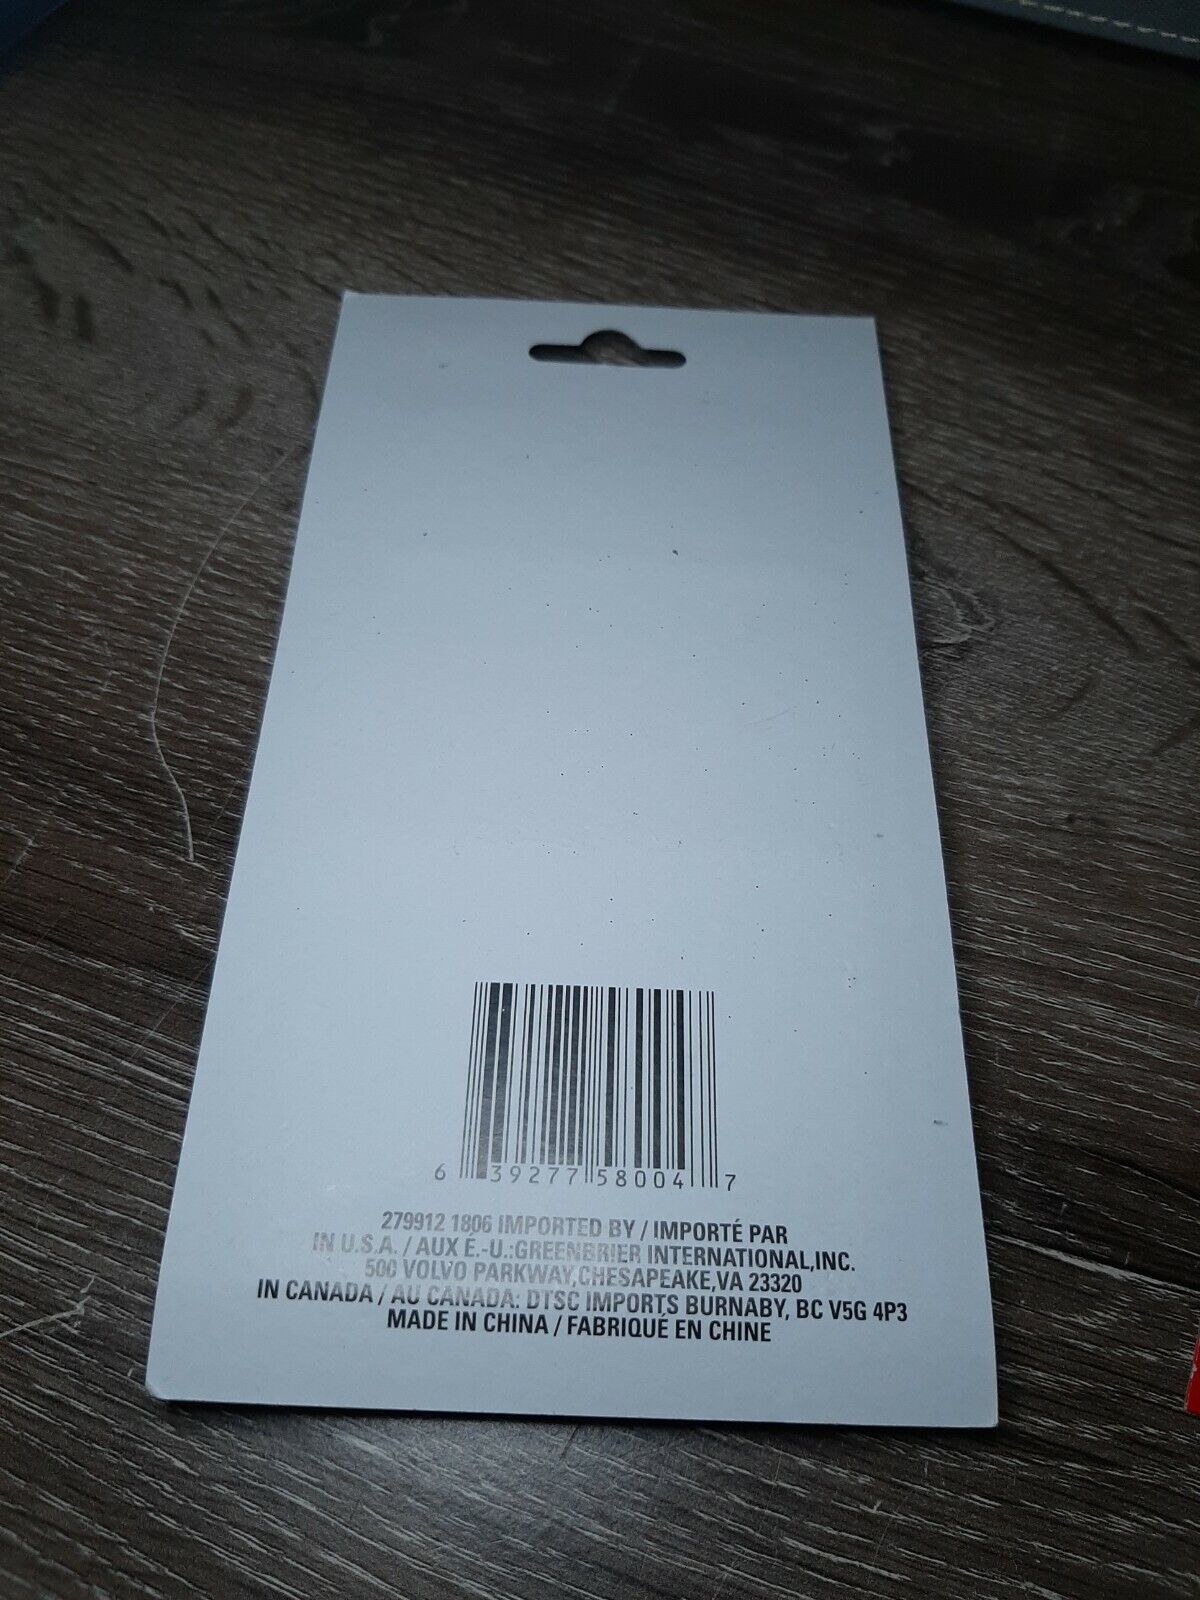 6 39277 58004 7
279912 1806 IMPORTED BY / IMPORTÉ PAR
IN U.S.A. / AUX É.-U.:GREENBRIER INTERNATIONAL,INC.
500 VOLVO PARKWAY,CHESAPEAKE,VA 23320
IN CANADA / AU CANADA: DTSC IMPORTS BURNABY, BC V5G 4P3
MADE IN CHINA / FABRIQUÉ EN CHINE